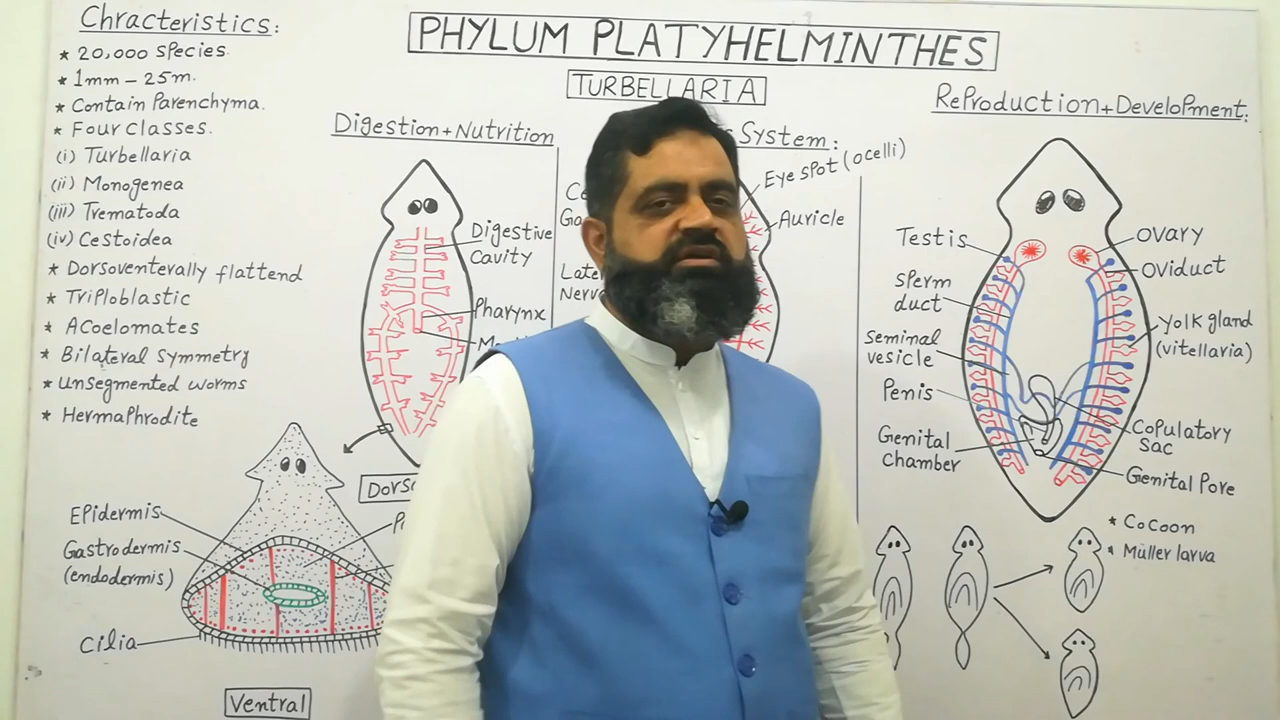 PHYLUM PLATYHELMINTHES
TURBELLARIA
Chracteristics:
* 20,000 species.
* 1mm - 25m.
* Contain Parenchyma.
* Four classes.
(i) Turbellaria
(ii) Monogenea
(iii) Trematoda
(iv) Cestoidea
* Dorsoventerally flattend
* Triploblastic
* Acoelomates
* Bilateral symmetry
* unsegmented worms
* Hermaphrodite
Digestion + Nutrition
Digestive
Cavity
Pharynx
Epidermis
Gastrodermis
(endodermis)
Cilia
Ventral
System:
Eye spot (ocelli)
Auricle
Reproduction + Development:
Testis
sperm
duct
seminal
vesicle
Penis
Genital
chamber
Ovary
Oviduct
Yolk gland
(vitellaria)
Copulatory
sac
Genital Pore
* Cocoon
* Müller larva